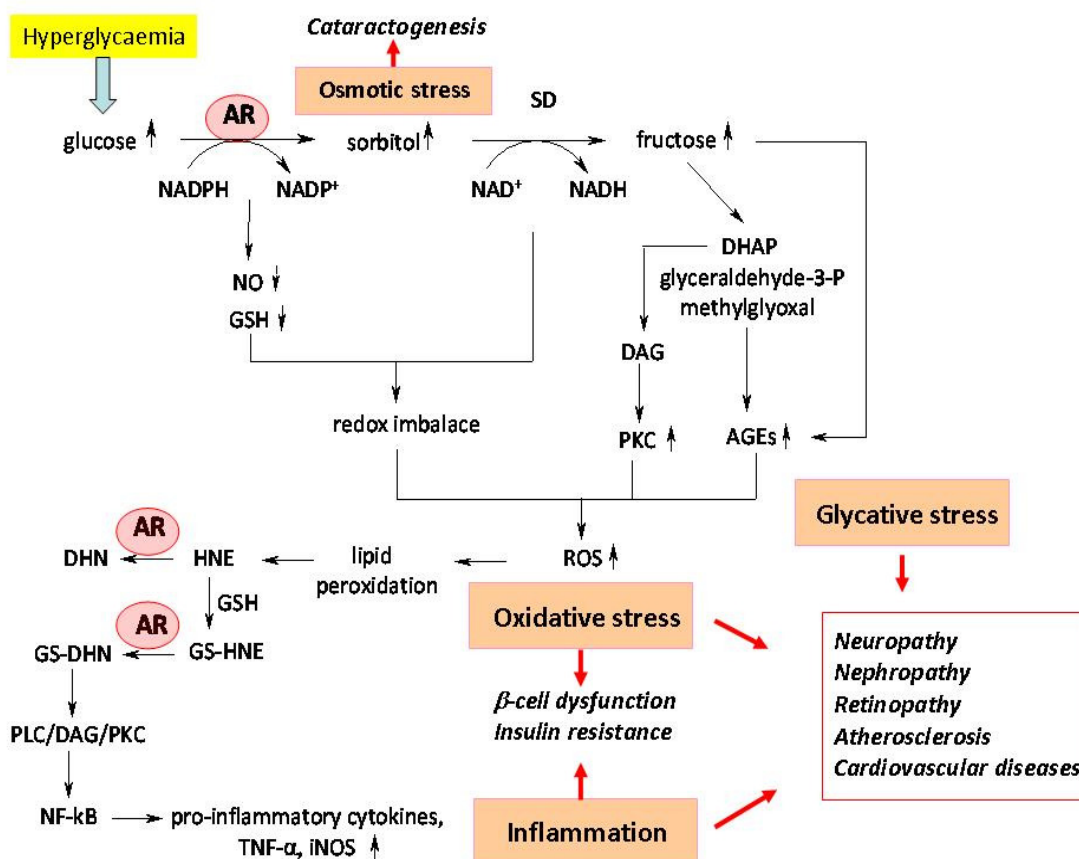 Hyperglycaemia
Cataractogenesis
Osmotic stress
AR
SD
glucose ↑
sorbitol ↑
fructose ↑
NADPH
NADP⁺
NAD⁺
NADH
NO ↓
GSH ↓
DHAP
glyceraldehyde-3-P
methylglyoxal
DAG
redox imbalace
PKC ↑
AGEs ↑
Glycative stress
AR
DHN
HNE
lipid
peroxidation
ROS ↑
GSH
Oxidative stress
AR
GS-DHN
GS-HNE
Neuropathy
Nephropathy
Retinopathy
Atherosclerosis
Cardiovascular diseases
β-cell dysfunction
Insulin resistance
PLC/DAG/PKC
NF-kB
pro-inflammatory cytokines,
TNF-α, iNOS ↑
Inflammation